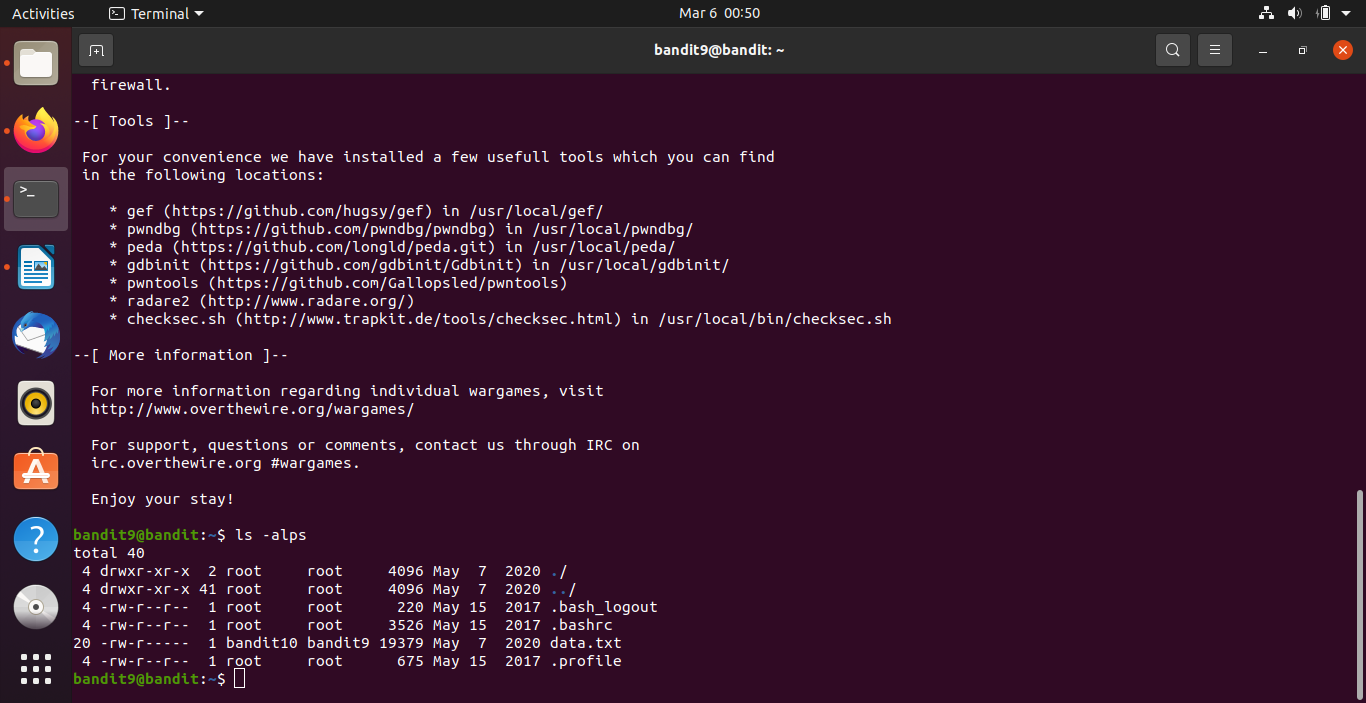 Activities Terminal Mar 6 00:50
bandit9@bandit: ~
firewall.
--[ Tools ]--
For your convenience we have installed a few usefull tools which you can find
in the following locations:
* gef (https://github.com/hugsy/gef) in /usr/local/gef/
* pwndbg (https://github.com/pwndbg/pwndbg) in /usr/local/pwndbg/
* peda (https://github.com/longld/peda.git) in /usr/local/peda/
* gdbinit (https://github.com/gdbinit/Gdbinit) in /usr/local/gdbinit/
* pwntools (https://github.com/Gallopsled/pwntools)
* radare2 (http://www.radare.org/)
* checksec.sh (http://www.trapkit.de/tools/checksec.html) in /usr/local/bin/checksec.sh
--[ More information ]--
For more information regarding individual wargames, visit
http://www.overthewire.org/wargames/
For support, questions or comments, contact us through IRC on
irc.overthewire.org #wargames.
Enjoy your stay!
bandit9@bandit:~$ ls -alps
total 40
4 drwxr-xr-x 2 root root 4096 May 7 2020 ./
4 drwxr-xr-x 41 root root 4096 May 7 2020 ../
4 -rw-r--r-- 1 root root 220 May 15 2017 .bash_logout
4 -rw-r--r-- 1 root root 3526 May 15 2017 .bashrc
20 -rw-r----- 1 bandit10 bandit9 19379 May 7 2020 data.txt
4 -rw-r--r-- 1 root root 675 May 15 2017 .profile
bandit9@bandit:~$